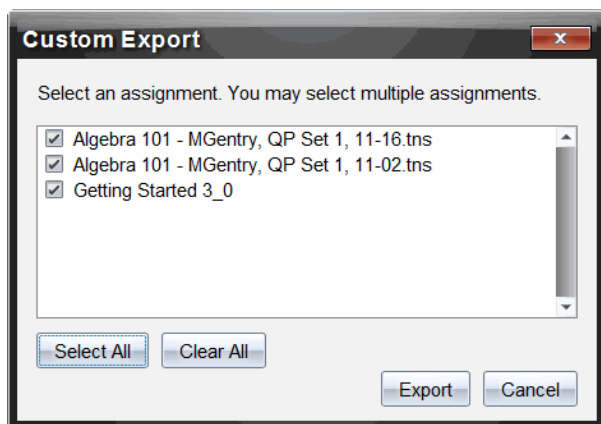 Custom Export
x
Select an assignment. You may select multiple assignments.
Algebra 101 - MGentry, QP Set 1, 11-16.tns
Algebra 101 - MGentry, QP Set 1, 11-02.tns
Getting Started 3_0
Select All Clear All
Export Cancel